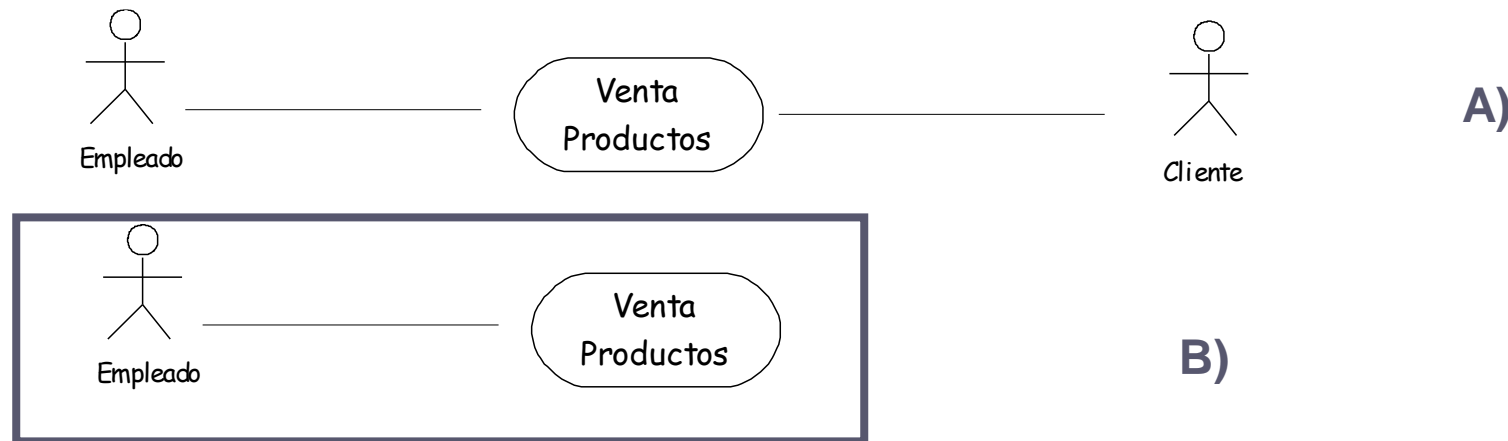 Venta
Productos
Empleado
Cliente
A)
Venta
Productos
Empleado
B)